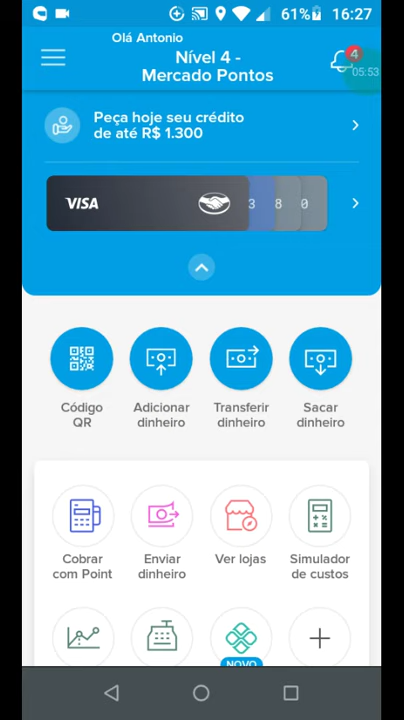 61% 16:27
Olá Antonio
Nível 4 -
Mercado Pontos
4
05:53
Peça hoje seu crédito
de até R$ 1.300
VISA
3 8 0
Código
QR
Adicionar
dinheiro
Transferir
dinheiro
Sacar
dinheiro
Cobrar
com Point
Enviar
dinheiro
Ver lojas
Simulador
de custos
NOVO